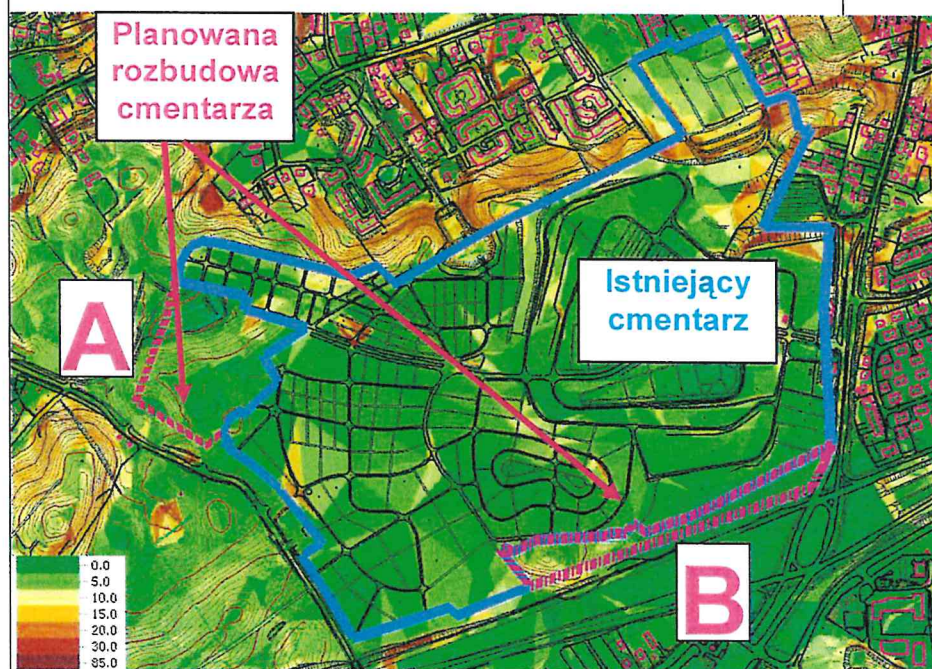 Planowana
rozbudowa
cmentarza
Istniejący
cmentarz
A
B
0.0
5.0
10.0
15.0
20.0
30.0
85.0